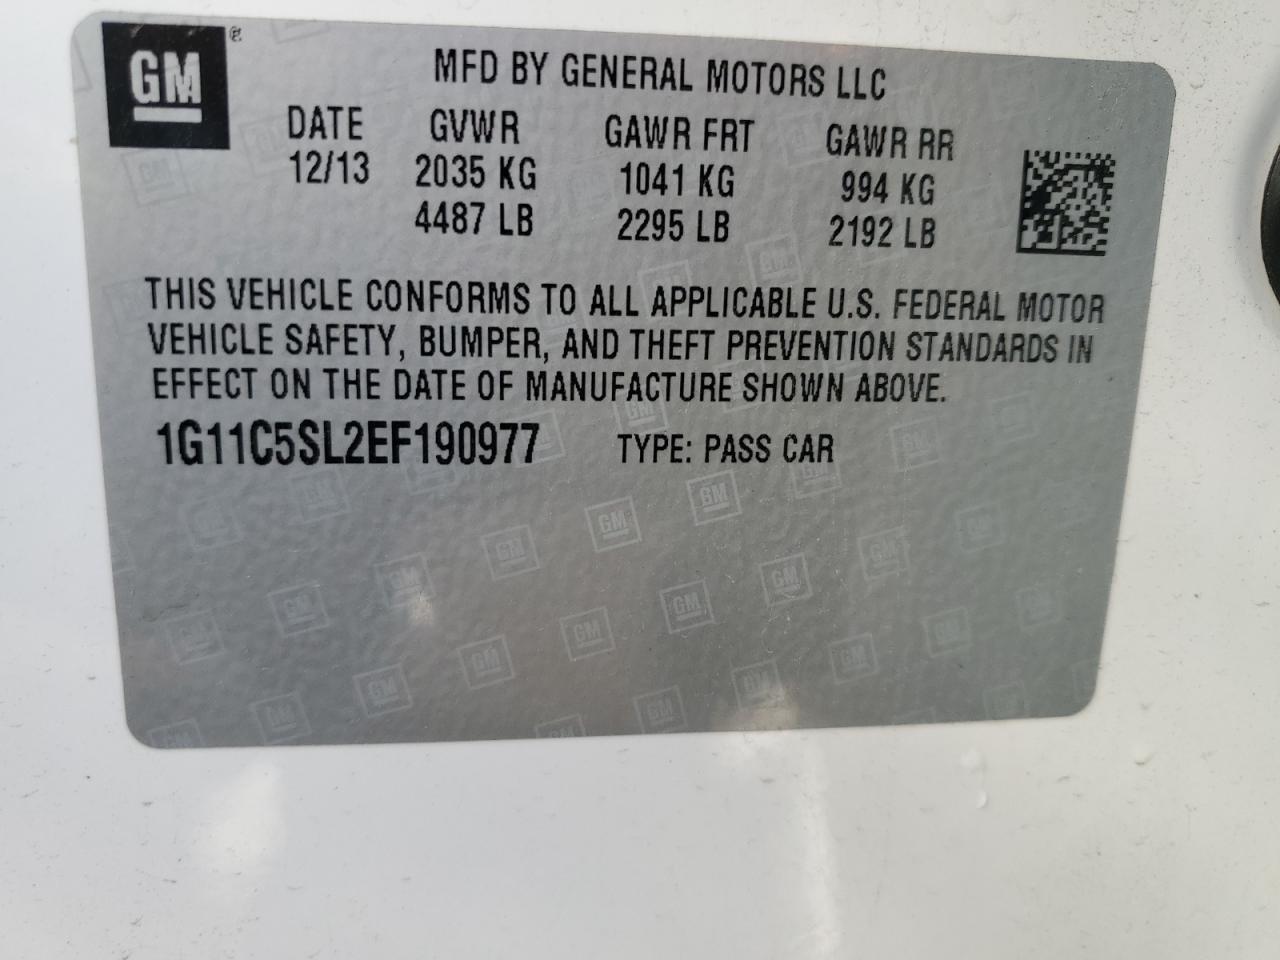 GM ®
MFD BY GENERAL MOTORS LLC
DATE GVWR GAWR FRT GAWR RR
12/13 2035 KG 1041 KG 994 KG
4487 LB 2295 LB 2192 LB
THIS VEHICLE CONFORMS TO ALL APPLICABLE U.S. FEDERAL MOTOR
VEHICLE SAFETY, BUMPER, AND THEFT PREVENTION STANDARDS IN
EFFECT ON THE DATE OF MANUFACTURE SHOWN ABOVE.
1G11C5SL2EF190977 TYPE: PASS CAR